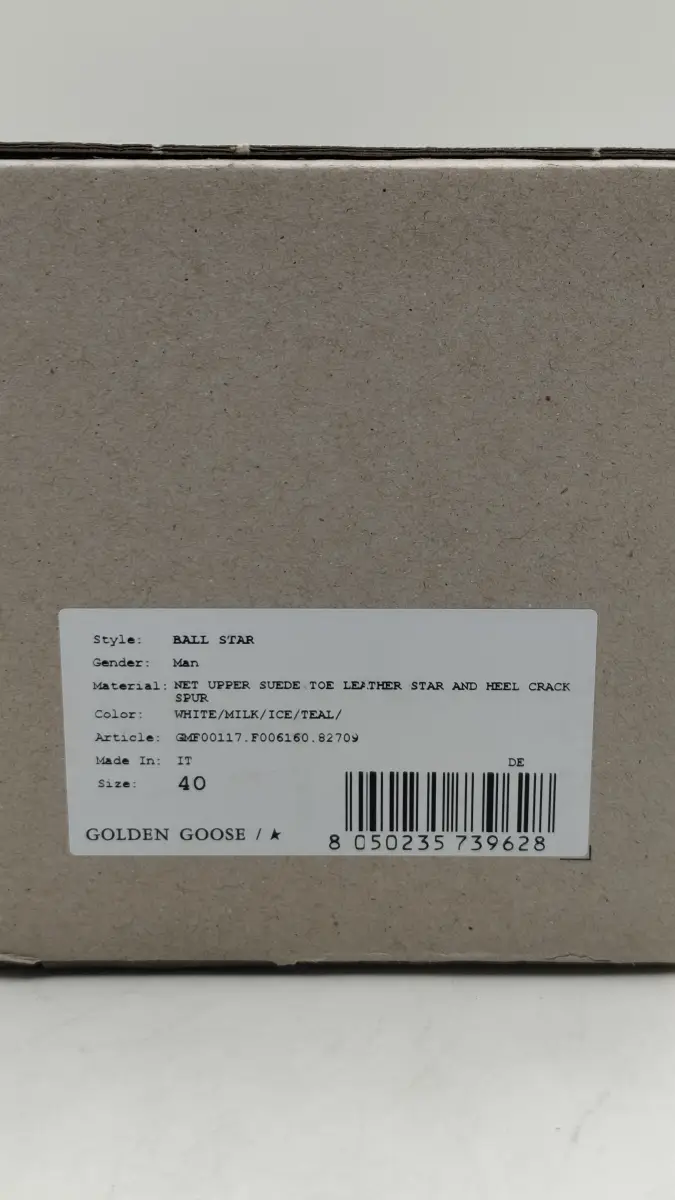 Style: BALL STAR
Gender: Man
Material: NET UPPER SUEDE TOE LEATHER STAR AND HEEL CRACK
SPUR
Color: WHITE/MILK/ICE/TEAL/
Article: GMF00117.F006160.82709
Made In: IT
DE
Size: 40
GOLDEN GOOSE / ★
8 050235 739628